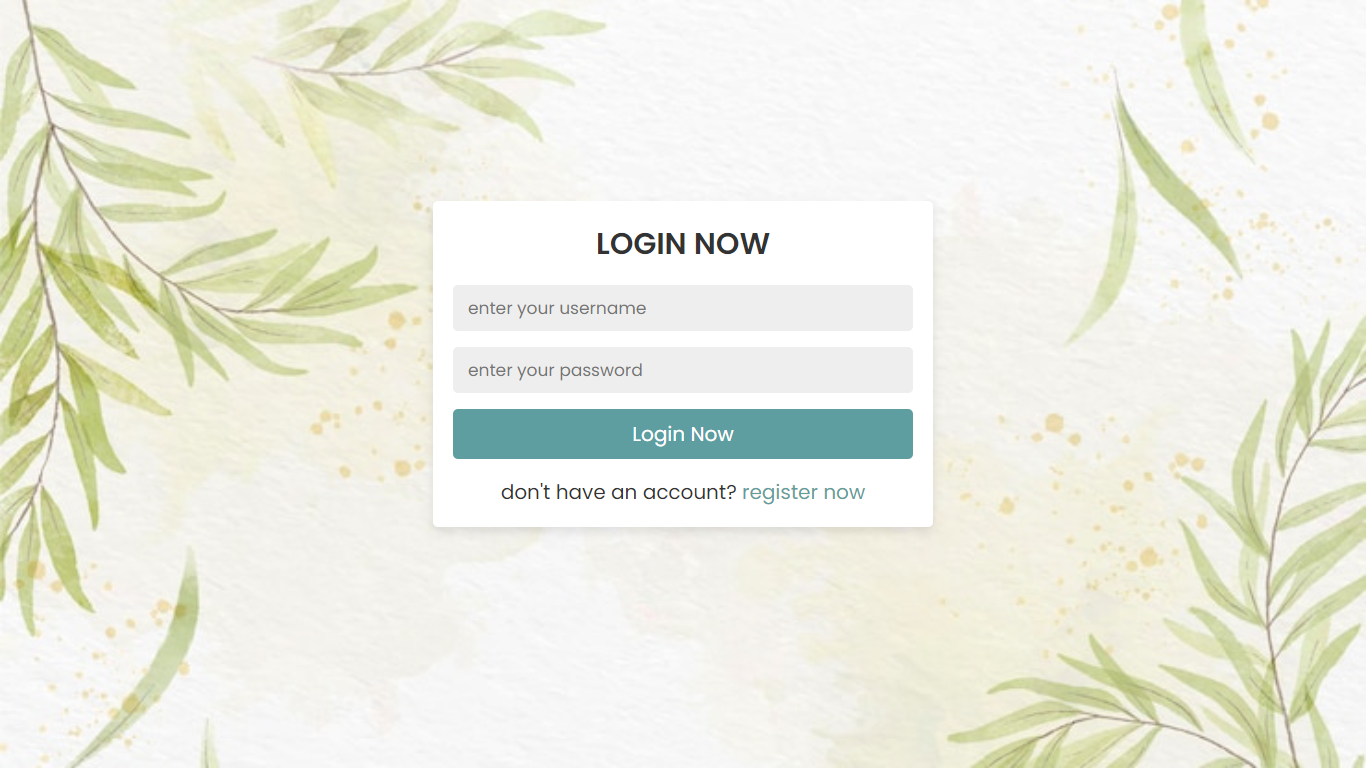 LOGIN NOW
enter your username
enter your password
Login Now
don't have an account? register now